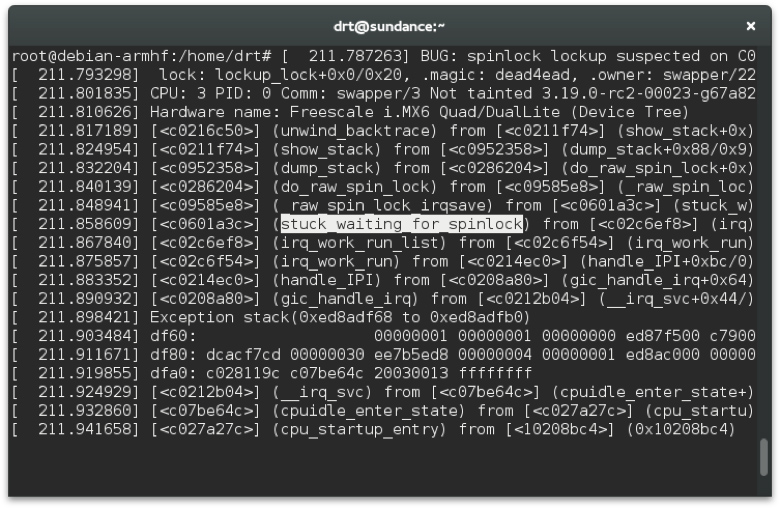 drt@sundance:~
root@debian-armhf:/home/drt# [  211.787263] BUG: spinlock lockup suspected on C0
[  211.793298]  lock: lockup_lock+0x0/0x20, .magic: dead4ead, .owner: swapper/22
[  211.801835] CPU: 3 PID: 0 Comm: swapper/3 Not tainted 3.19.0-rc2-00023-g67a82
[  211.810626] Hardware name: Freescale i.MX6 Quad/DualLite (Device Tree)
[  211.817189] [<c0216c50>] (unwind_backtrace) from [<c0211f74>] (show_stack+0x)
[  211.824954] [<c0211f74>] (show_stack) from [<c0952358>] (dump_stack+0x88/0x9)
[  211.832204] [<c0952358>] (dump_stack) from [<c0286204>] (do_raw_spin_lock+0x)
[  211.840139] [<c0286204>] (do_raw_spin_lock) from [<c09585e8>] (_raw_spin_loc)
[  211.848941] [<c09585e8>] (_raw_spin_lock_irqsave) from [<c0601a3c>] (stuck_w)
[  211.858609] [<c0601a3c>] (stuck_waiting_for_spinlock) from [<c02c6ef8>] (irq)
[  211.867840] [<c02c6ef8>] (irq_work_run_list) from [<c02c6f54>] (irq_work_run)
[  211.875857] [<c02c6f54>] (irq_work_run) from [<c0214ec0>] (handle_IPI+0xbc/0)
[  211.883352] [<c0214ec0>] (handle_IPI) from [<c0208a80>] (gic_handle_irq+0x64)
[  211.890932] [<c0208a80>] (gic_handle_irq) from [<c0212b04>] (__irq_svc+0x44/)
[  211.898421] Exception stack(0xed8adf68 to 0xed8adfb0)
[  211.903484] df60:                   00000001 00000001 00000000 ed87f500 c7900
[  211.911671] df80: dcacf7cd 00000030 ee7b5ed8 00000004 00000001 ed8ac000 00000
[  211.919855] dfa0: c028119c c07be64c 20030013 ffffffff
[  211.924929] [<c0212b04>] (__irq_svc) from [<c07be64c>] (cpuidle_enter_state+)
[  211.932860] [<c07be64c>] (cpuidle_enter_state) from [<c027a27c>] (cpu_startu)
[  211.941658] [<c027a27c>] (cpu_startup_entry) from [<10208bc4>] (0x10208bc4)